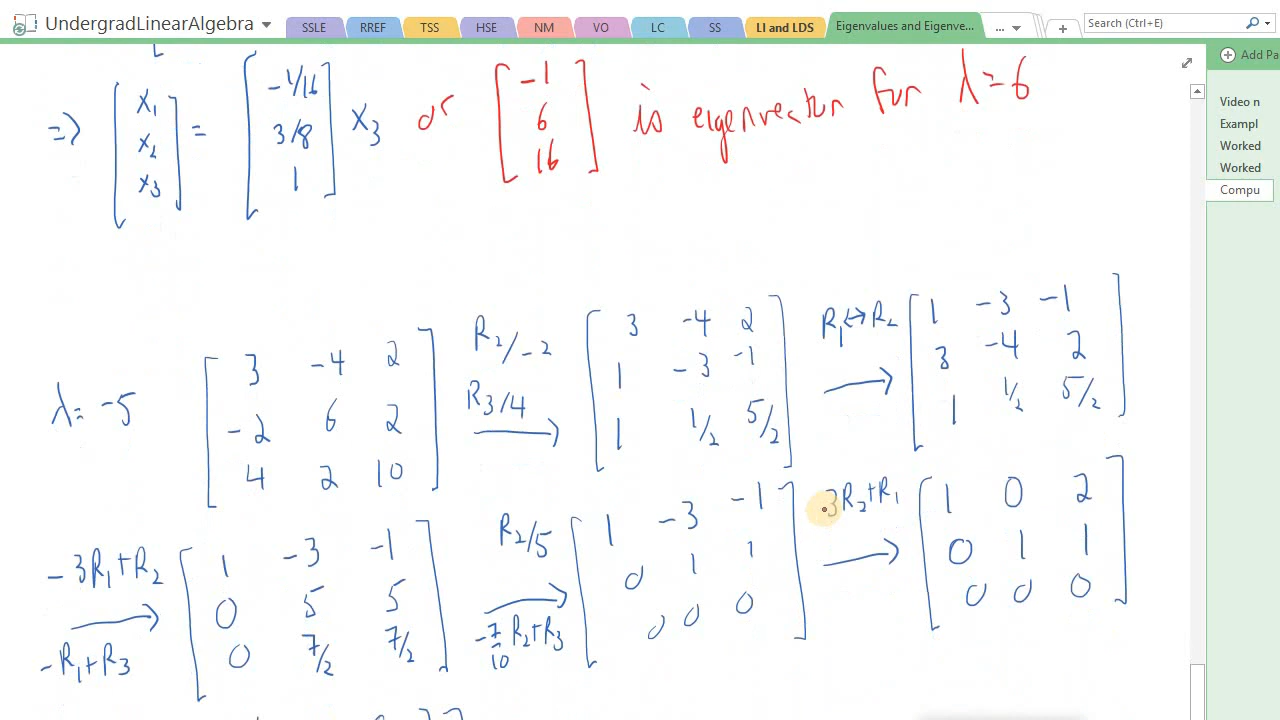 UndergradLinearAlgebra
SSLE RREF TSS HSE NM VO LC SS LI and LDS Eigenvalues and Eigenve... ...
Search (Ctrl+E)
Add Pa
Video n
Exampl
Worked
Worked
Compu
=> [x1 x2 x3] = [-1/16 3/8 1] x3 or [-1 6 16] is eigenvector for λ=6
λ=-5 [3 -4 2; -2 6 2; 4 2 10] R2/-2 R3/4 → [3 -4 2; 1 -3 -1; 1 1/2 5/2] R1↔R2 → [1 -3 -1; 3 -4 2; 1 1/2 5/2]
-3R1+R2 -R1+R3 → [1 -3 -1; 0 5 5; 0 7/2 7/2] R2/5 -7/10 R2+R3 → [1 -3 -1; 0 1 1; 0 0 0] 3R2+R1 → [1 0 2; 0 1 1; 0 0 0]